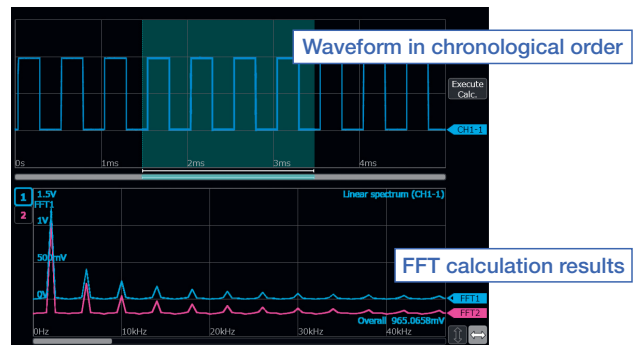 Waveform in chronological order
Execute
Calc.
CH1-1
0s 1ms 2ms 3ms 4ms
1 1.5V Linear spectrum (CH1-1)
FFT1
2 1V
500mV
FFT calculation results
0V FFT1
FFT2
Overall 965.0658mV
0Hz 10kHz 20kHz 30kHz 40kHz